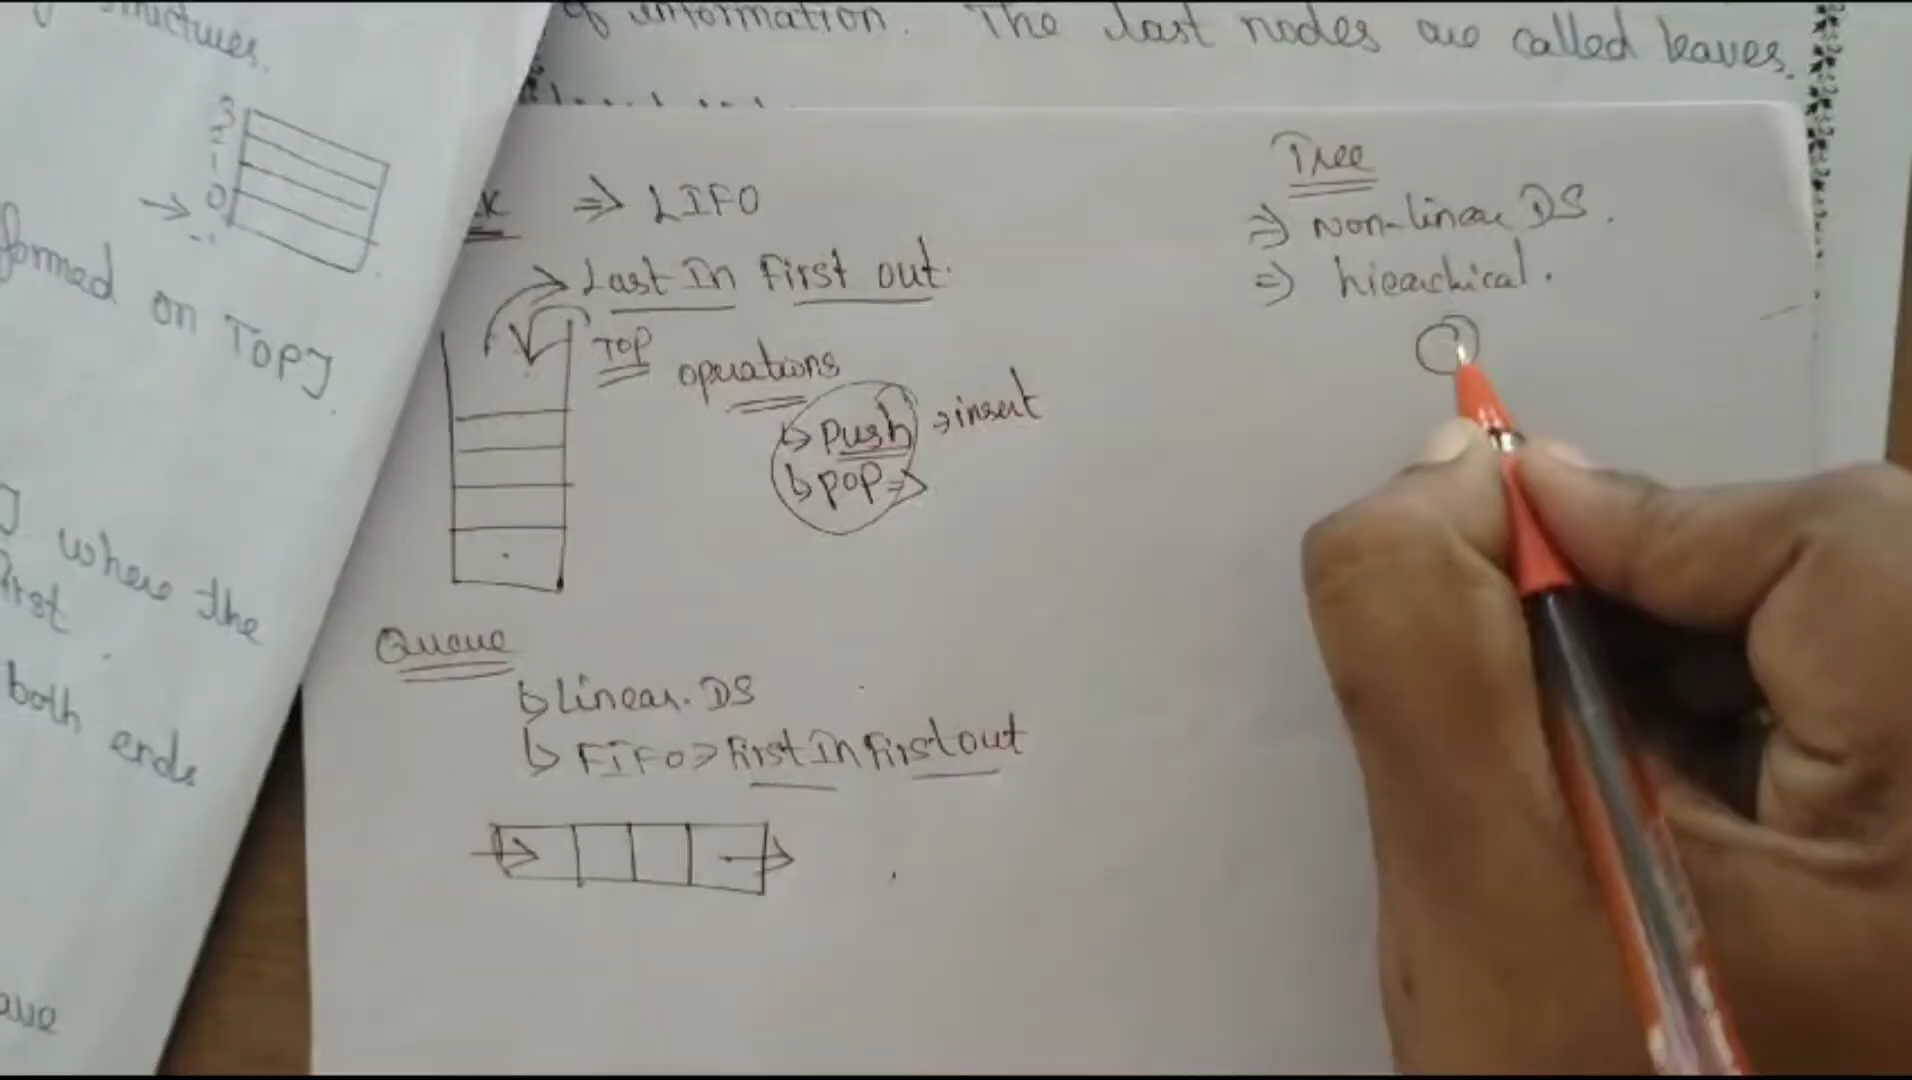 structures.
3
2
1
0
-1
formed on TOP]
] where the
First
both ends
of information. The last nodes are called leaves.
⇒ LIFO
Last In First out.
TOP
operations
↳ Push ⇒ insert
↳ POP ⇒
Queue
↳ Linear. DS
↳ FIFO > First In First out
Tree
⇒ Non-linear DS.
⇒ hierachical.